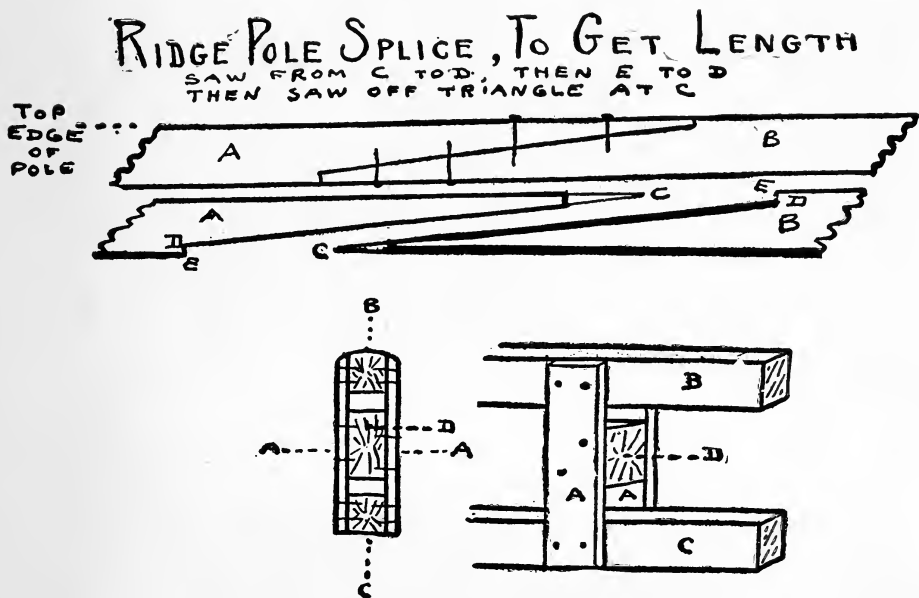 RIDGE POLE SPLICE, TO GET LENGTH
SAW FROM C TO D, THEN E TO D
THEN SAW OFF TRIANGLE AT C
TOP
EDGE
OF
POLE
A
B
A
C
E
D
B
D
E
C
B
D
A
A
C
B
D
A
A
C